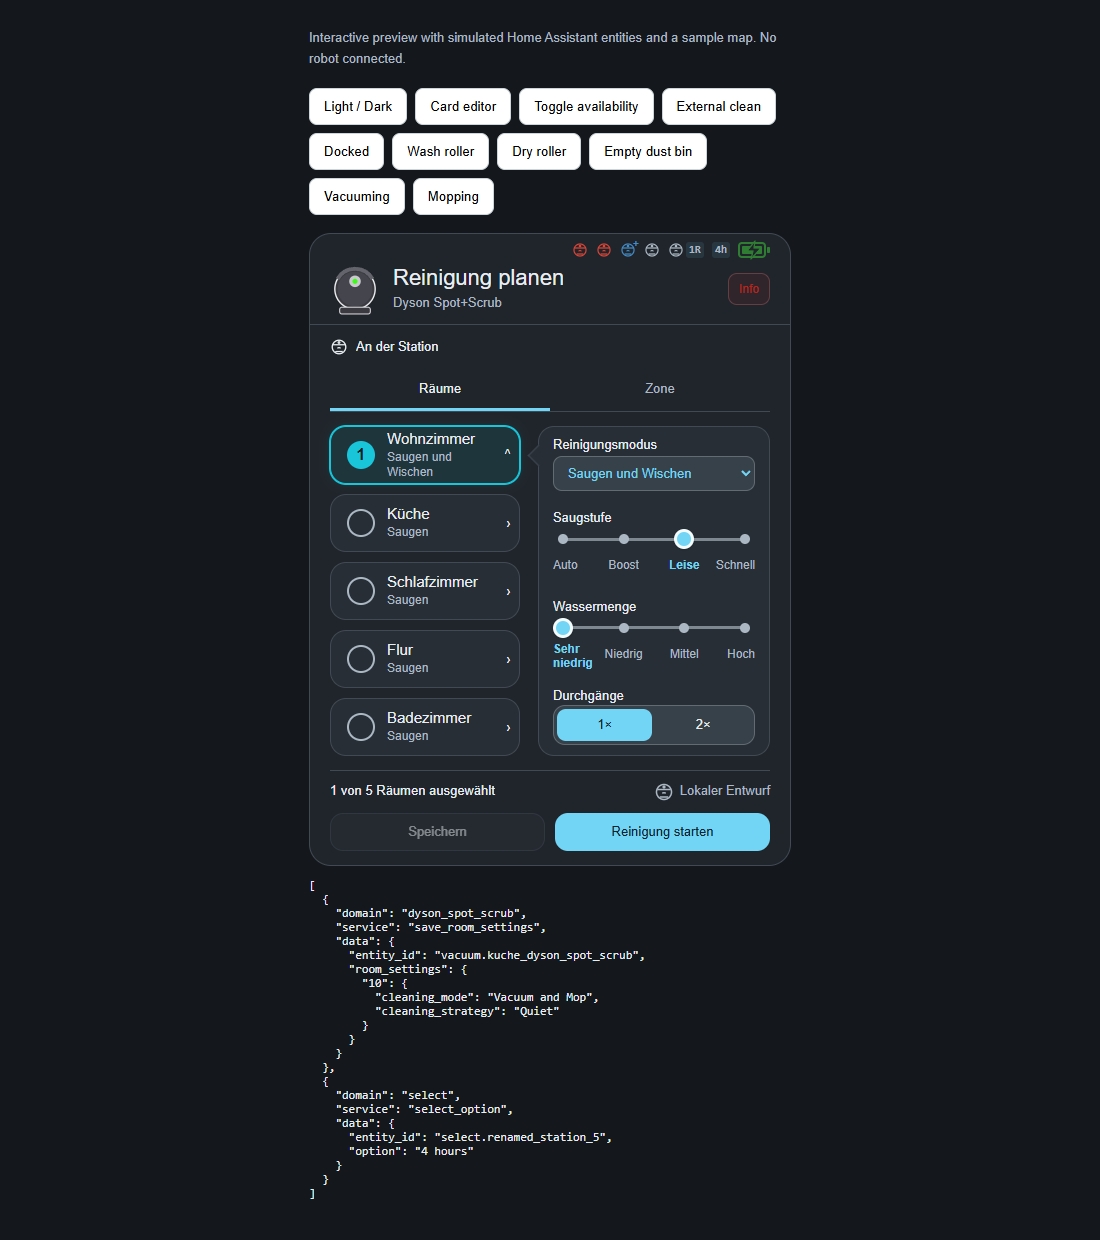 Interactive preview with simulated Home Assistant entities and a sample map. No
robot connected.
Light / Dark
Card editor
Toggle availability
External clean
Docked
Wash roller
Dry roller
Empty dust bin
Vacuuming
Mopping
1R
4h
Reinigung planen
Dyson Spot+Scrub
Info
An der Station
Räume
Zone
1
Wohnzimmer
Saugen und
Wischen
Küche
Saugen
Schlafzimmer
Saugen
Flur
Saugen
Badezimmer
Saugen
Reinigungsmodus
Saugen und Wischen
Saugstufe
Auto Boost Leise Schnell
Wassermenge
Sehr
niedrig Niedrig Mittel Hoch
Durchgänge
1× 2×
1 von 5 Räumen ausgewählt
Lokaler Entwurf
Speichern
Reinigung starten
[
  {
    "domain": "dyson_spot_scrub",
    "service": "save_room_settings",
    "data": {
      "entity_id": "vacuum.kuche_dyson_spot_scrub",
      "room_settings": {
        "10": {
          "cleaning_mode": "Vacuum and Mop",
          "cleaning_strategy": "Quiet"
        }
      }
    }
  },
  {
    "domain": "select",
    "service": "select_option",
    "data": {
      "entity_id": "select.renamed_station_5",
      "option": "4 hours"
    }
  }
]